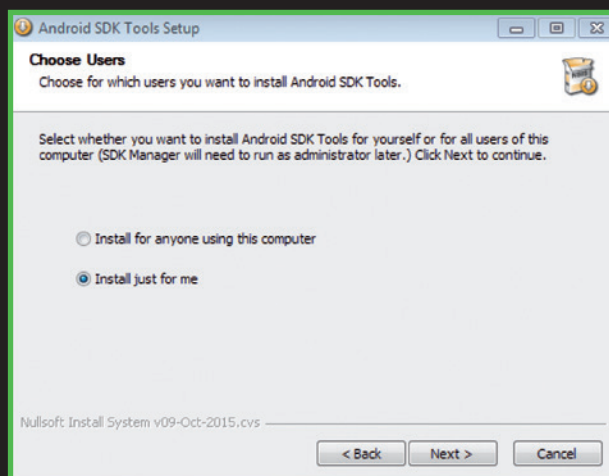 Android SDK Tools Setup
Choose Users
Choose for which users you want to install Android SDK Tools.
Select whether you want to install Android SDK Tools for yourself or for all users of this
computer (SDK Manager will need to run as administrator later.) Click Next to continue.
Install for anyone using this computer
Install just for me
Nullsoft Install System v09-Oct-2015.cvs
< Back Next > Cancel